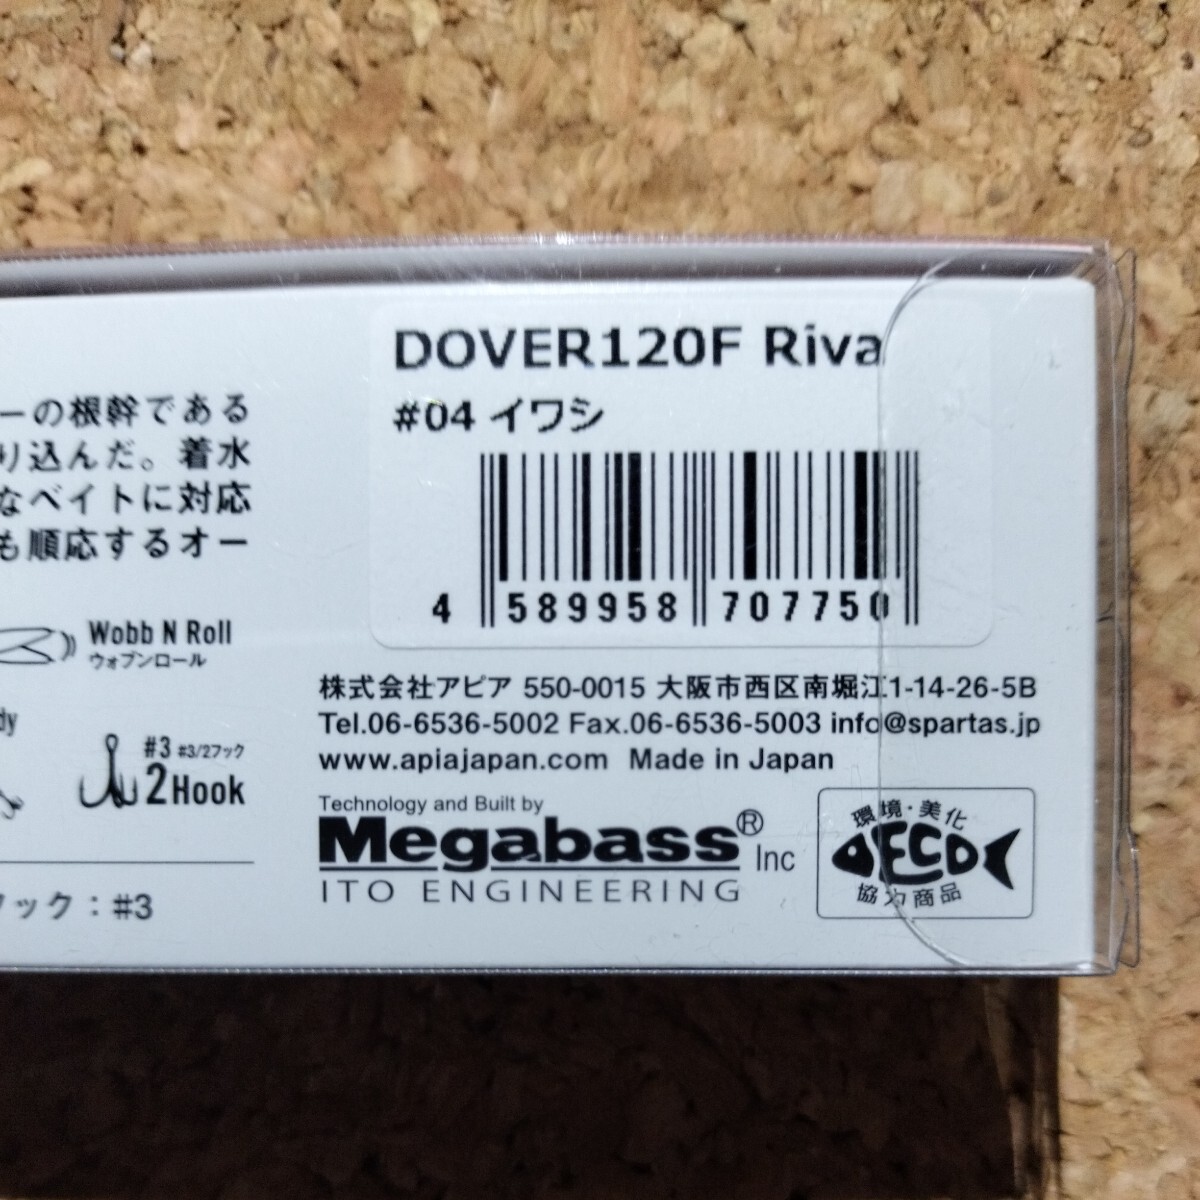 ーの根幹である
り込んだ。着水
なベイトに対応
も順応するオー
Wobb N Roll
ウォブンロール
dy
#3 #3/2フック
2Hook
フック：#3
DOVER120F Riva
#04 イワシ
4 589958 707750
株式会社アピア 550-0015 大阪市西区南堀江1-14-26-5B
Tel.06-6536-5002 Fax.06-6536-5003 info@spartas.jp
www.apiajapan.com Made in Japan
Technology and Built by
Megabass® Inc
ITO ENGINEERING
環境・美化
ECO
協力商品